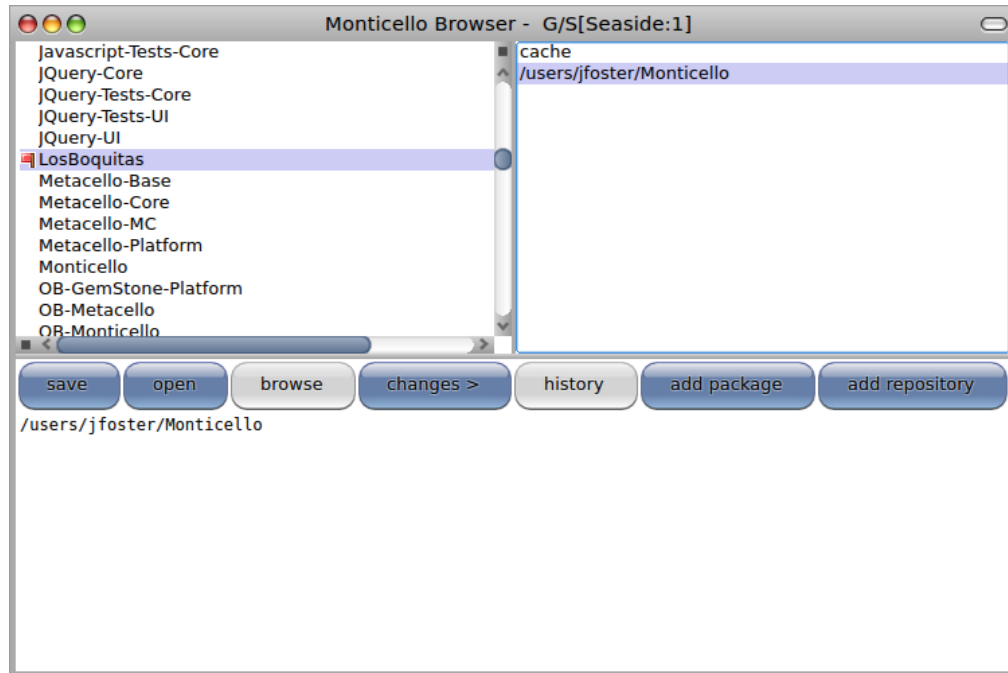 Monticello Browser - G/S[Seaside:1]
Javascript-Tests-Core
JQuery-Core
JQuery-Tests-Core
JQuery-Tests-UI
JQuery-UI
LosBoquitas
Metacello-Base
Metacello-Core
Metacello-MC
Metacello-Platform
Monticello
OB-GemStone-Platform
OB-Metacello
OB-Monticello
cache
/users/jfoster/Monticello
save open browse changes > history add package add repository
/users/jfoster/Monticello